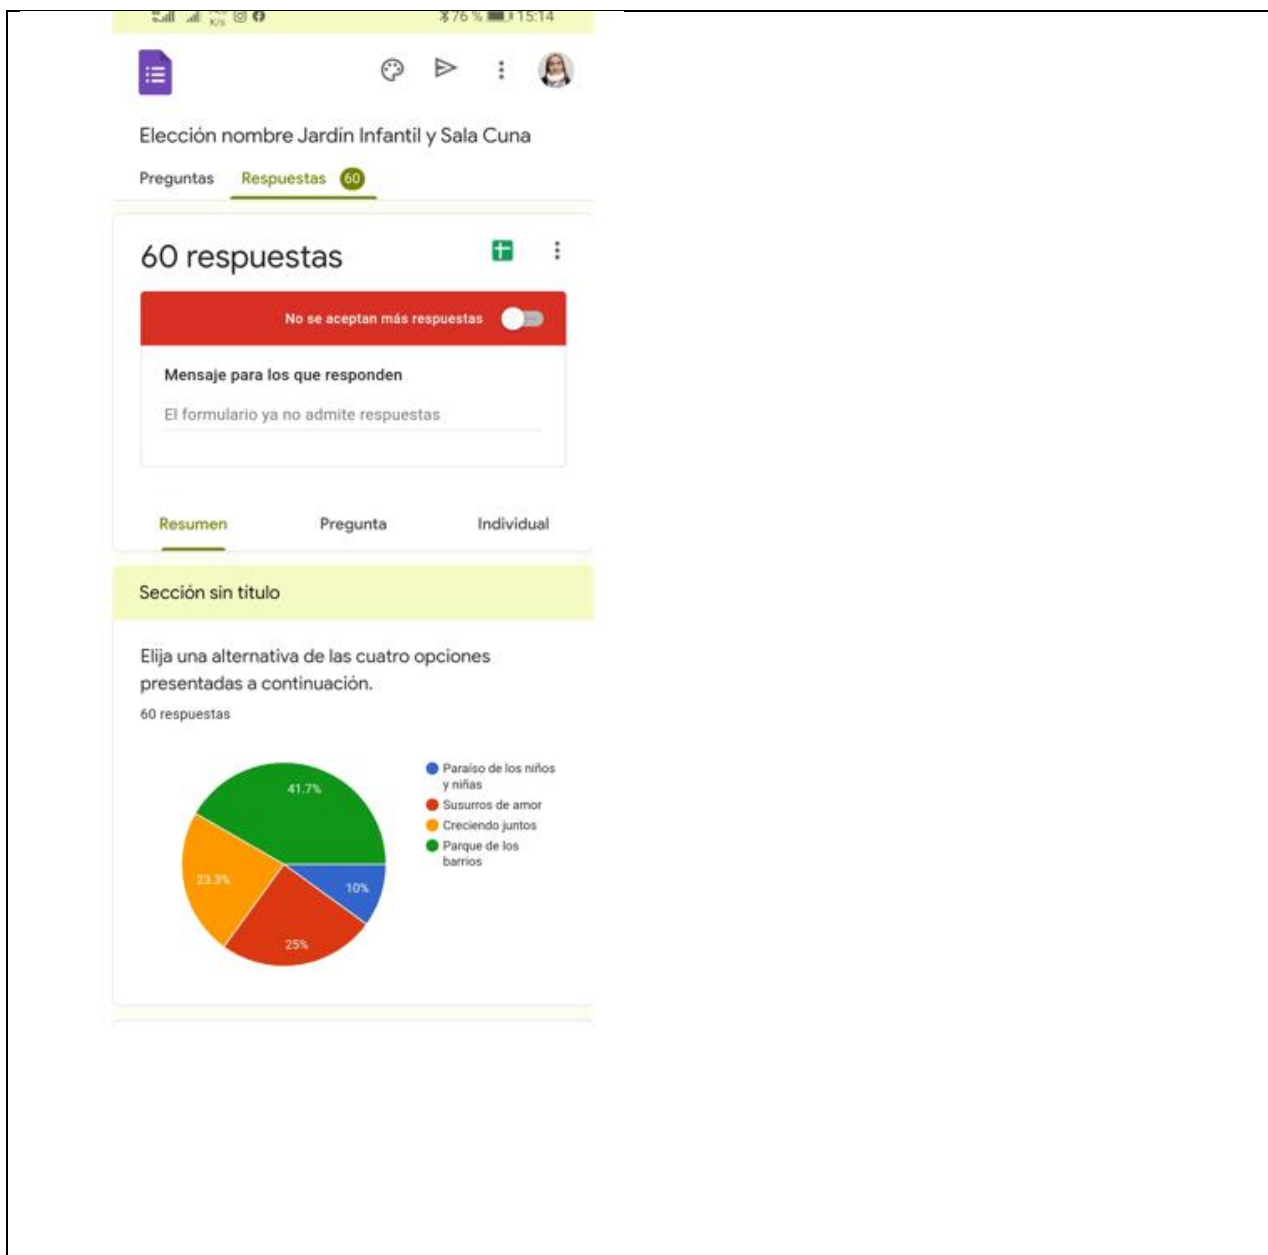 K/s 76 % 15:14
Elección nombre Jardín Infantil y Sala Cuna
Preguntas Respuestas 60
60 respuestas
No se aceptan más respuestas
Mensaje para los que responden
El formulario ya no admite respuestas
Resumen Pregunta Individual
Sección sin título
Elija una alternativa de las cuatro opciones
presentadas a continuación.
60 respuestas
41.7%
23.3%
10%
25%
Paraíso de los niños
y niñas
Susurros de amor
Creciendo juntos
Parque de los
barrios